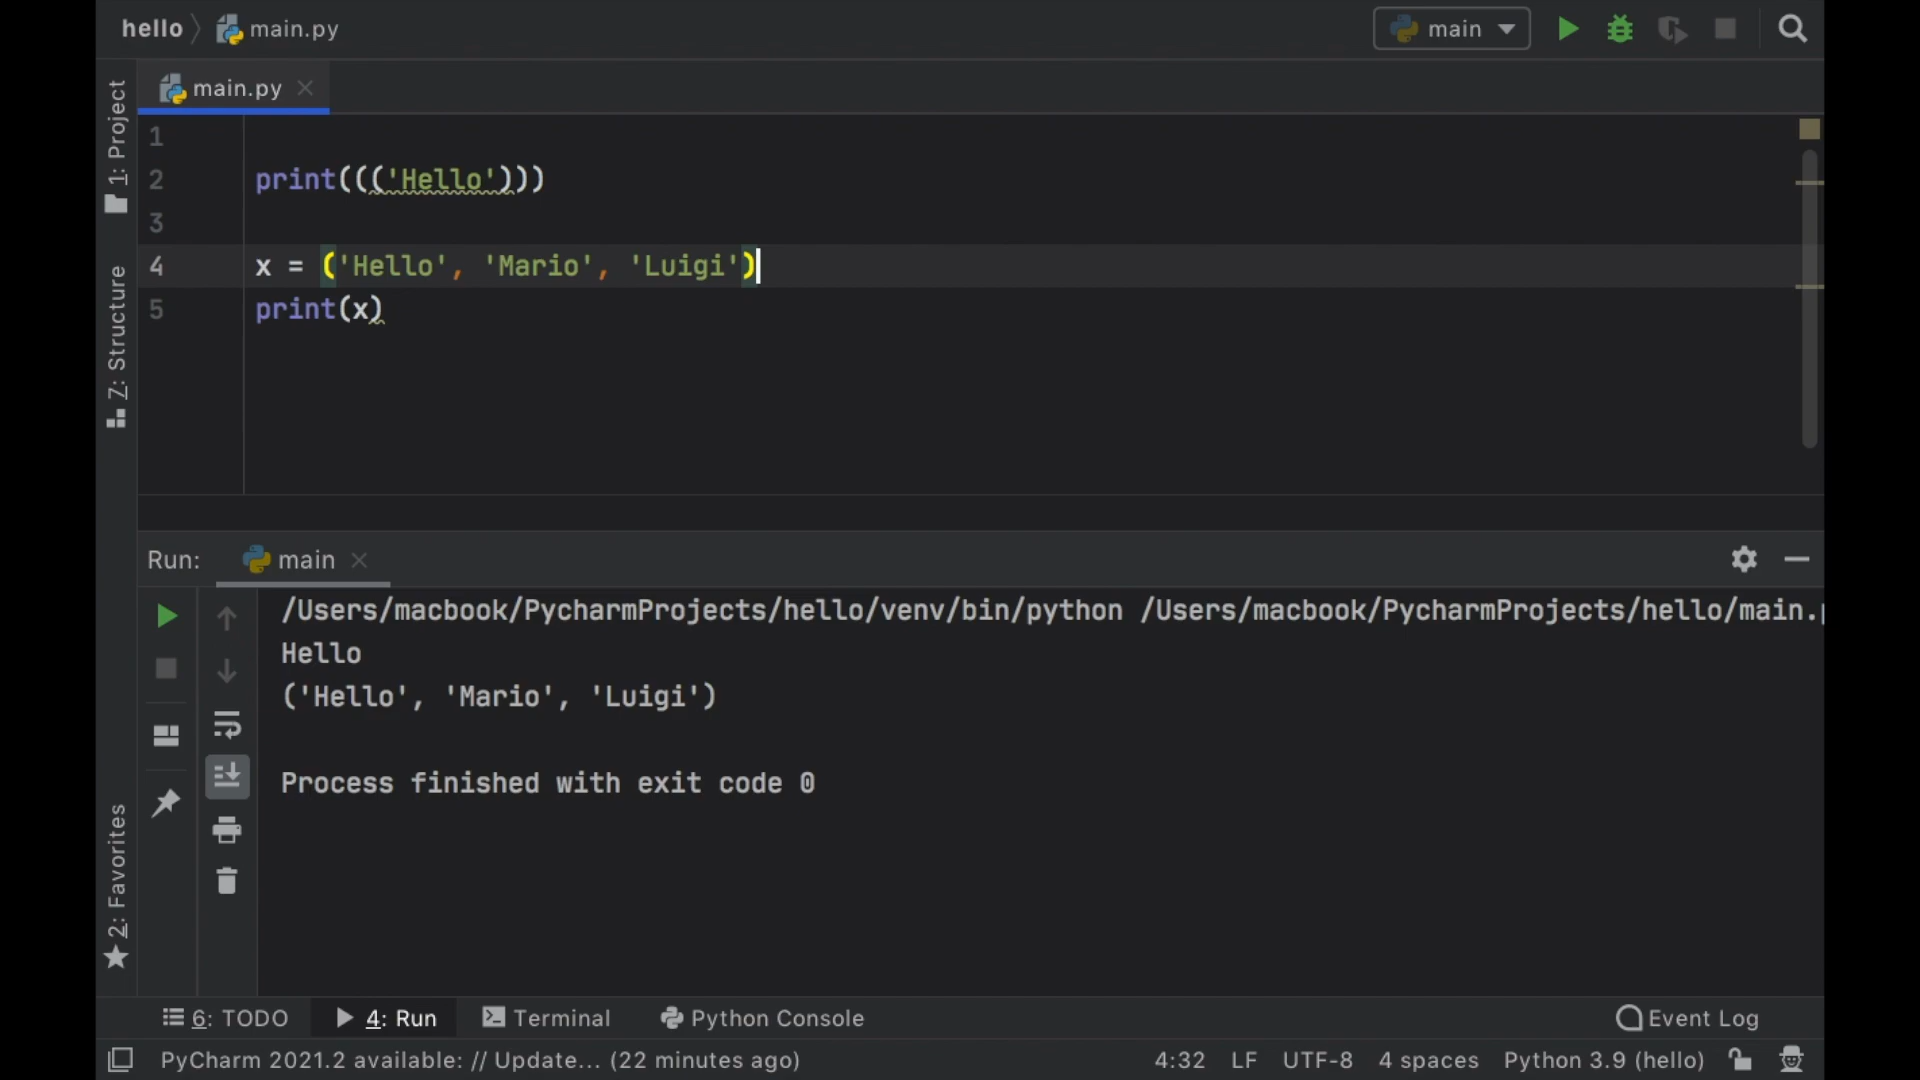 hello main.py
main
main.py
1: Project
7: Structure
2: Favorites
1
2 print((('Hello')))
3
4 x = ('Hello', 'Mario', 'Luigi')
5 print(x)
Run: main
/Users/macbook/PycharmProjects/hello/venv/bin/python /Users/macbook/PycharmProjects/hello/main.p
Hello
('Hello', 'Mario', 'Luigi')
Process finished with exit code 0
6: TODO 4: Run Terminal Python Console Event Log
PyCharm 2021.2 available: // Update... (22 minutes ago) 4:32 LF UTF-8 4 spaces Python 3.9 (hello)